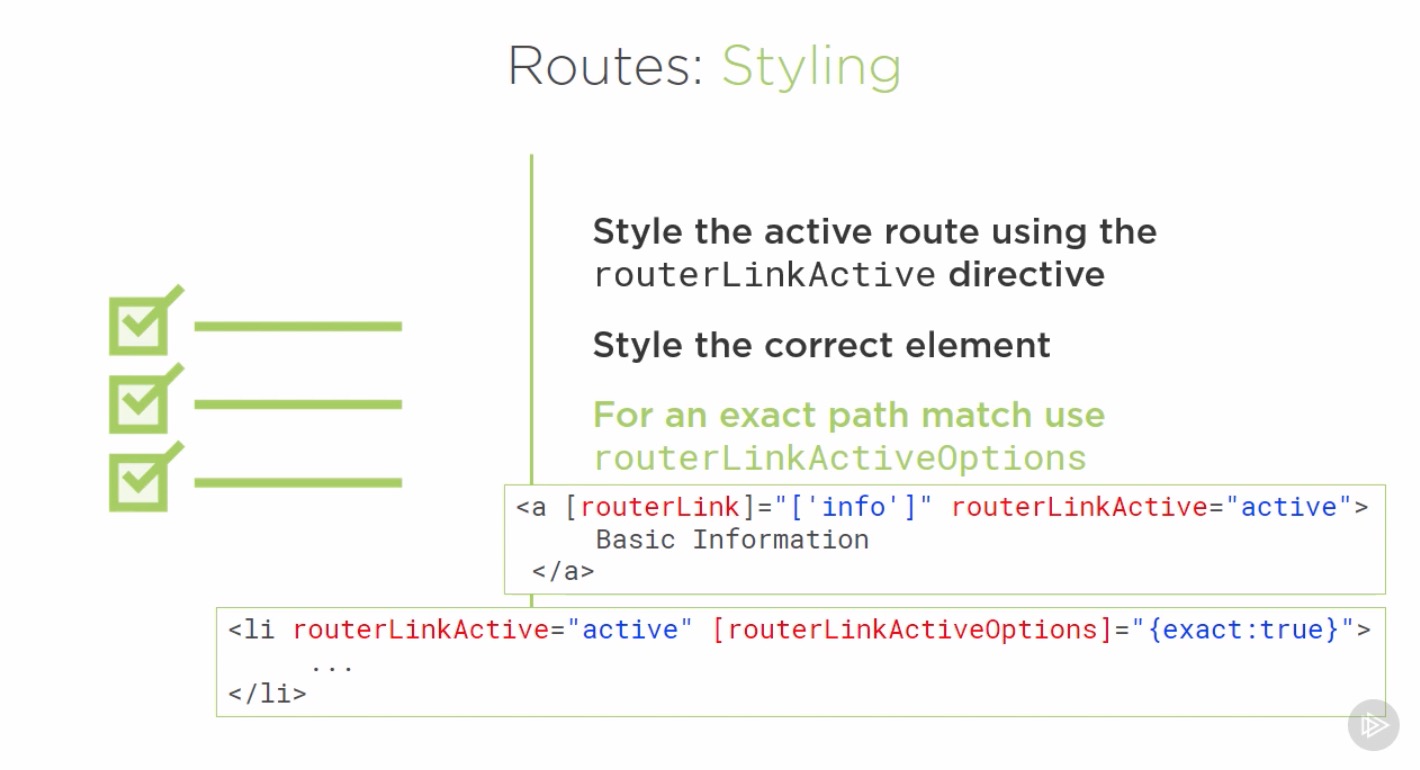 Routes: Styling
Style the active route using the
routerLinkActive directive
Style the correct element
For an exact path match use
routerLinkActiveOptions
<a [routerLink]="['info']" routerLinkActive="active">
Basic Information
</a>
<li routerLinkActive="active" [routerLinkActiveOptions]="{exact:true}">
...
</li>